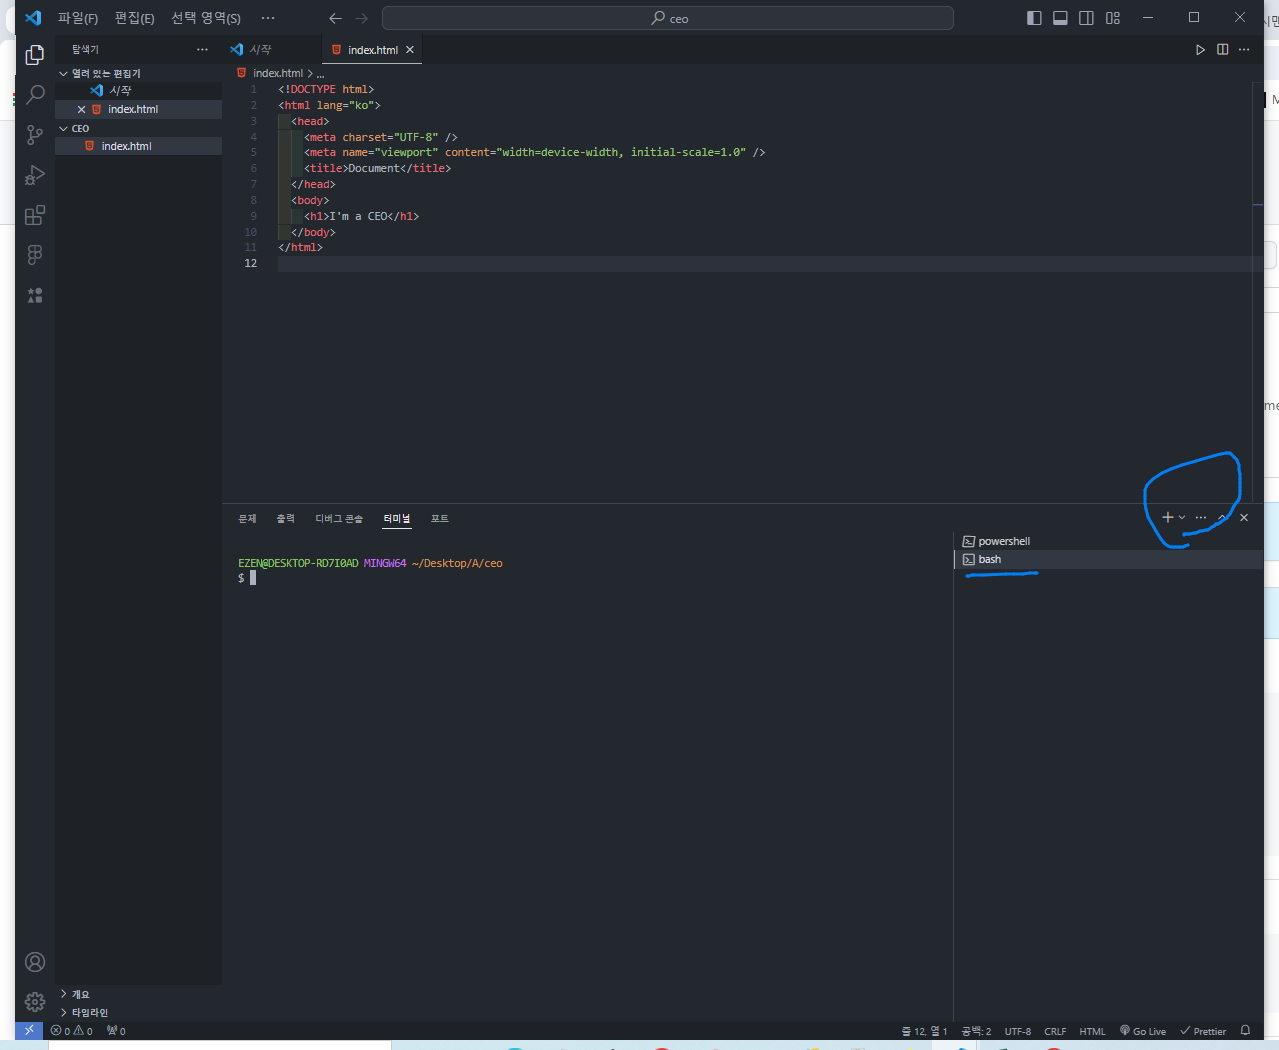 파일(F) 편집(E) 선택 영역(S) ··· ceo
탐색기 ···
시작 index.html
열려 있는 편집기
시작
index.html
CEO
index.html
index.html > ...
1 <!DOCTYPE html>
2 <html lang="ko">
3 <head>
4 <meta charset="UTF-8" />
5 <meta name="viewport" content="width=device-width, initial-scale=1.0" />
6 <title>Document</title>
7 </head>
8 <body>
9 <h1>I'm a CEO</h1>
10 </body>
11 </html>
12
문제 출력 디버그 콘솔 터미널 포트
powershell
bash
EZEN@DESKTOP-RD7I0AD MINGW64 ~/Desktop/A/ceo
$
개요
타임라인
0 0 0 줄 12, 열 1 공백: 2 UTF-8 CRLF HTML Go Live Prettier